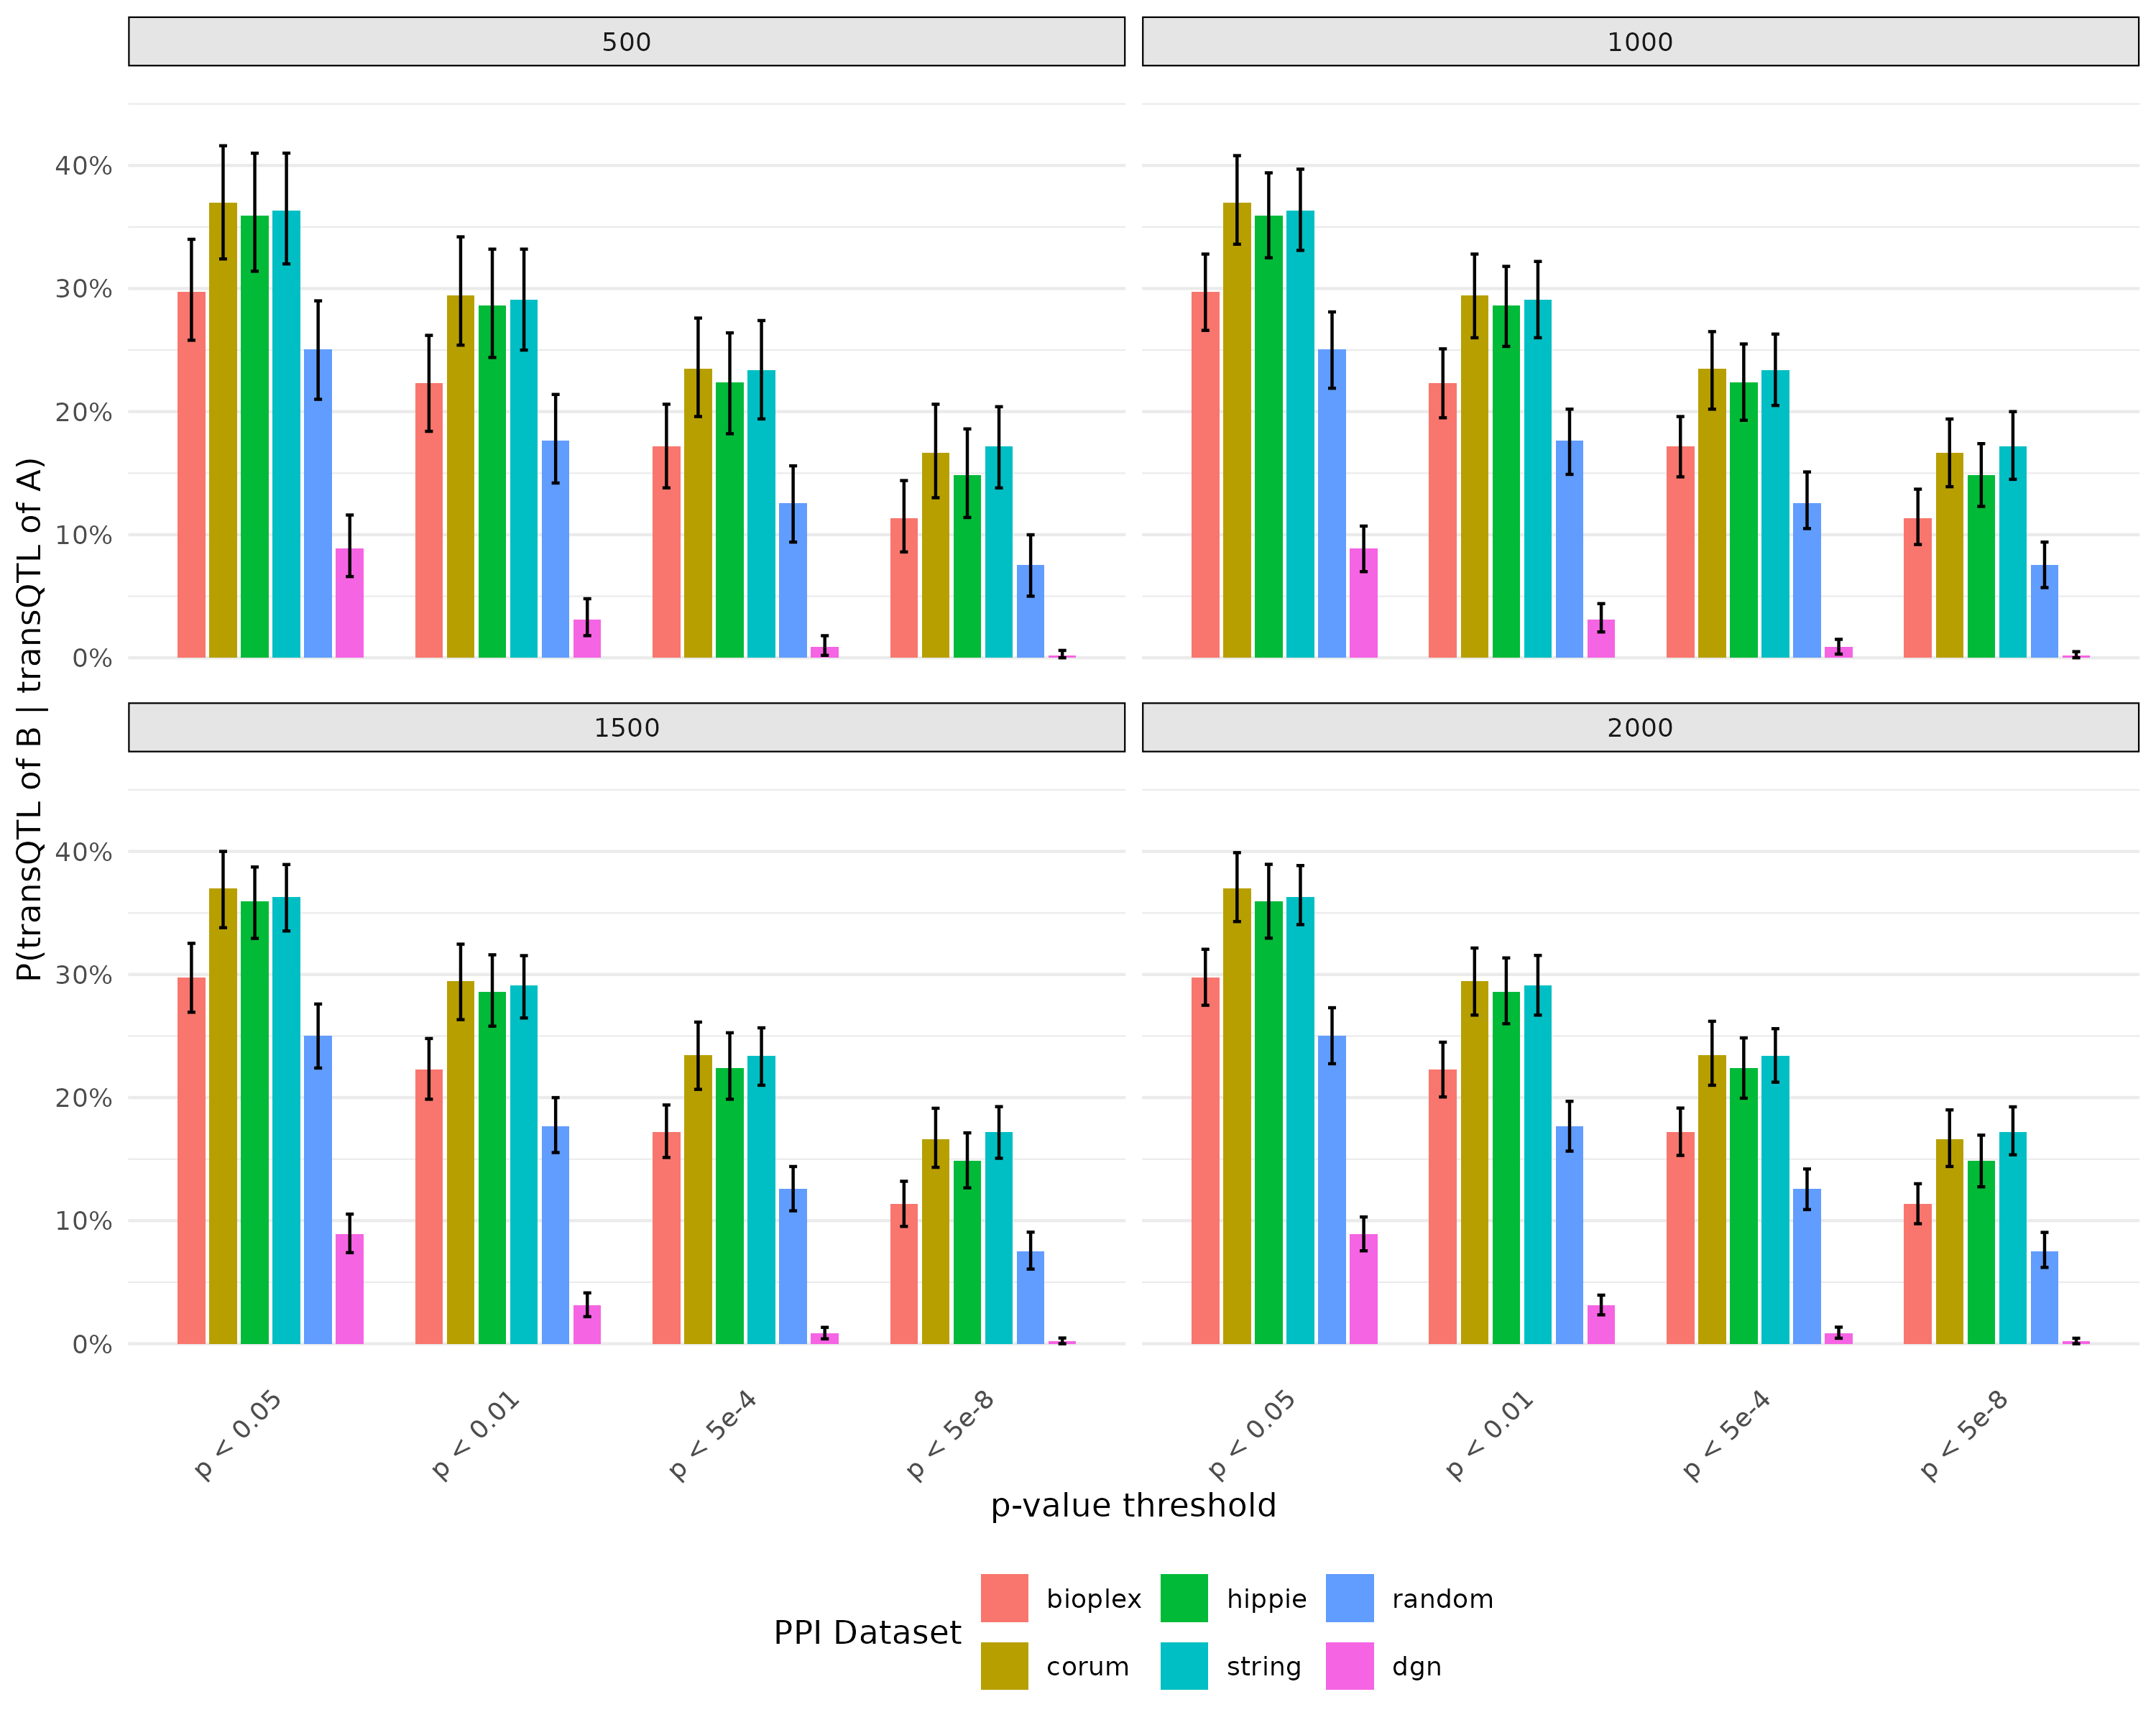 500
1000
40%
30%
20%
10%
0%
P(transQTL of B | transQTL of A)
1500
2000
40%
30%
20%
10%
0%
p < 0.05
p < 0.01
p < 5e-4
p < 5e-8
p < 0.05
p < 0.01
p < 5e-4
p < 5e-8
p-value threshold
PPI Dataset
bioplex
hippie
random
corum
string
dgn